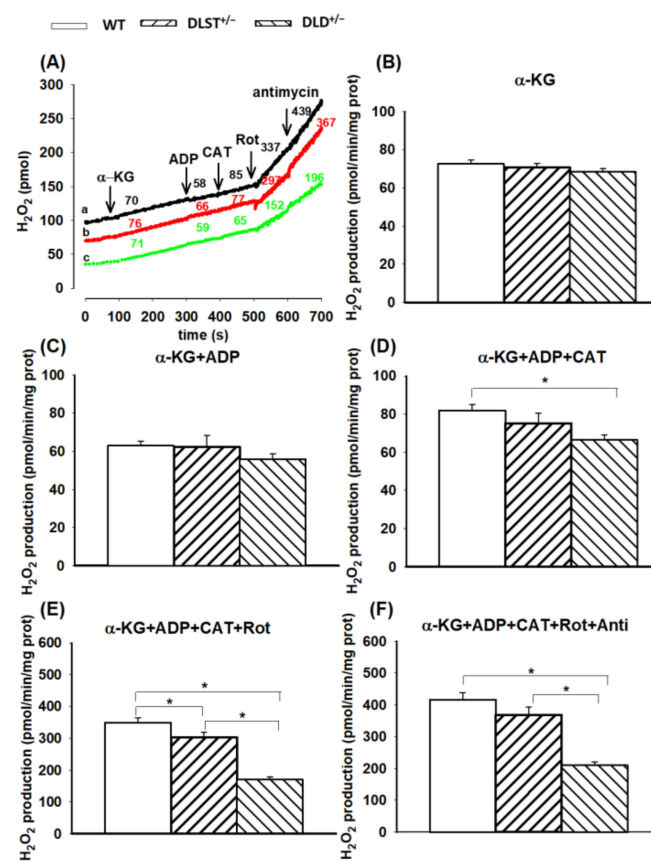 WT DLST⁺/⁻ DLD⁺/⁻
(A)
H₂O₂ (pmol)
300
250
200
150
100
50
0
α–KG
ADP
CAT
Rot
antimycin
a
b
c
70
58
85
337
439
76
66
77
297
367
71
59
65
152
196
0 100 200 300 400 500 600 700
time (s)
(B)
α-KG
H₂O₂ production (pmol/min/mg prot)
100
80
60
40
20
0
(C)
α-KG+ADP
H₂O₂ production (pmol/min/mg prot)
100
80
60
40
20
0
(D)
α-KG+ADP+CAT
H₂O₂ production (pmol/min/mg prot)
100
80
60
40
20
0
*
(E)
α-KG+ADP+CAT+Rot
H₂O₂ production (pmol/min/mg prot)
600
500
400
300
200
100
0
*
* *
(F)
α-KG+ADP+CAT+Rot+Anti
H₂O₂ production (pmol/min/mg prot)
600
500
400
300
200
100
0
*
*